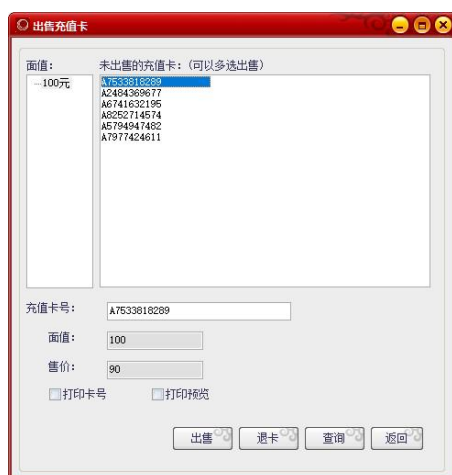 出售充值卡
面值： 未出售的充值卡：（可以多选出售）
100元
A7533818289
A2484369677
A6741632195
A8252714574
A5794947482
A7977424611
充值卡号： A7533818289
面值： 100
售价： 90
打印卡号 打印预览
出售 退卡 查询 返回